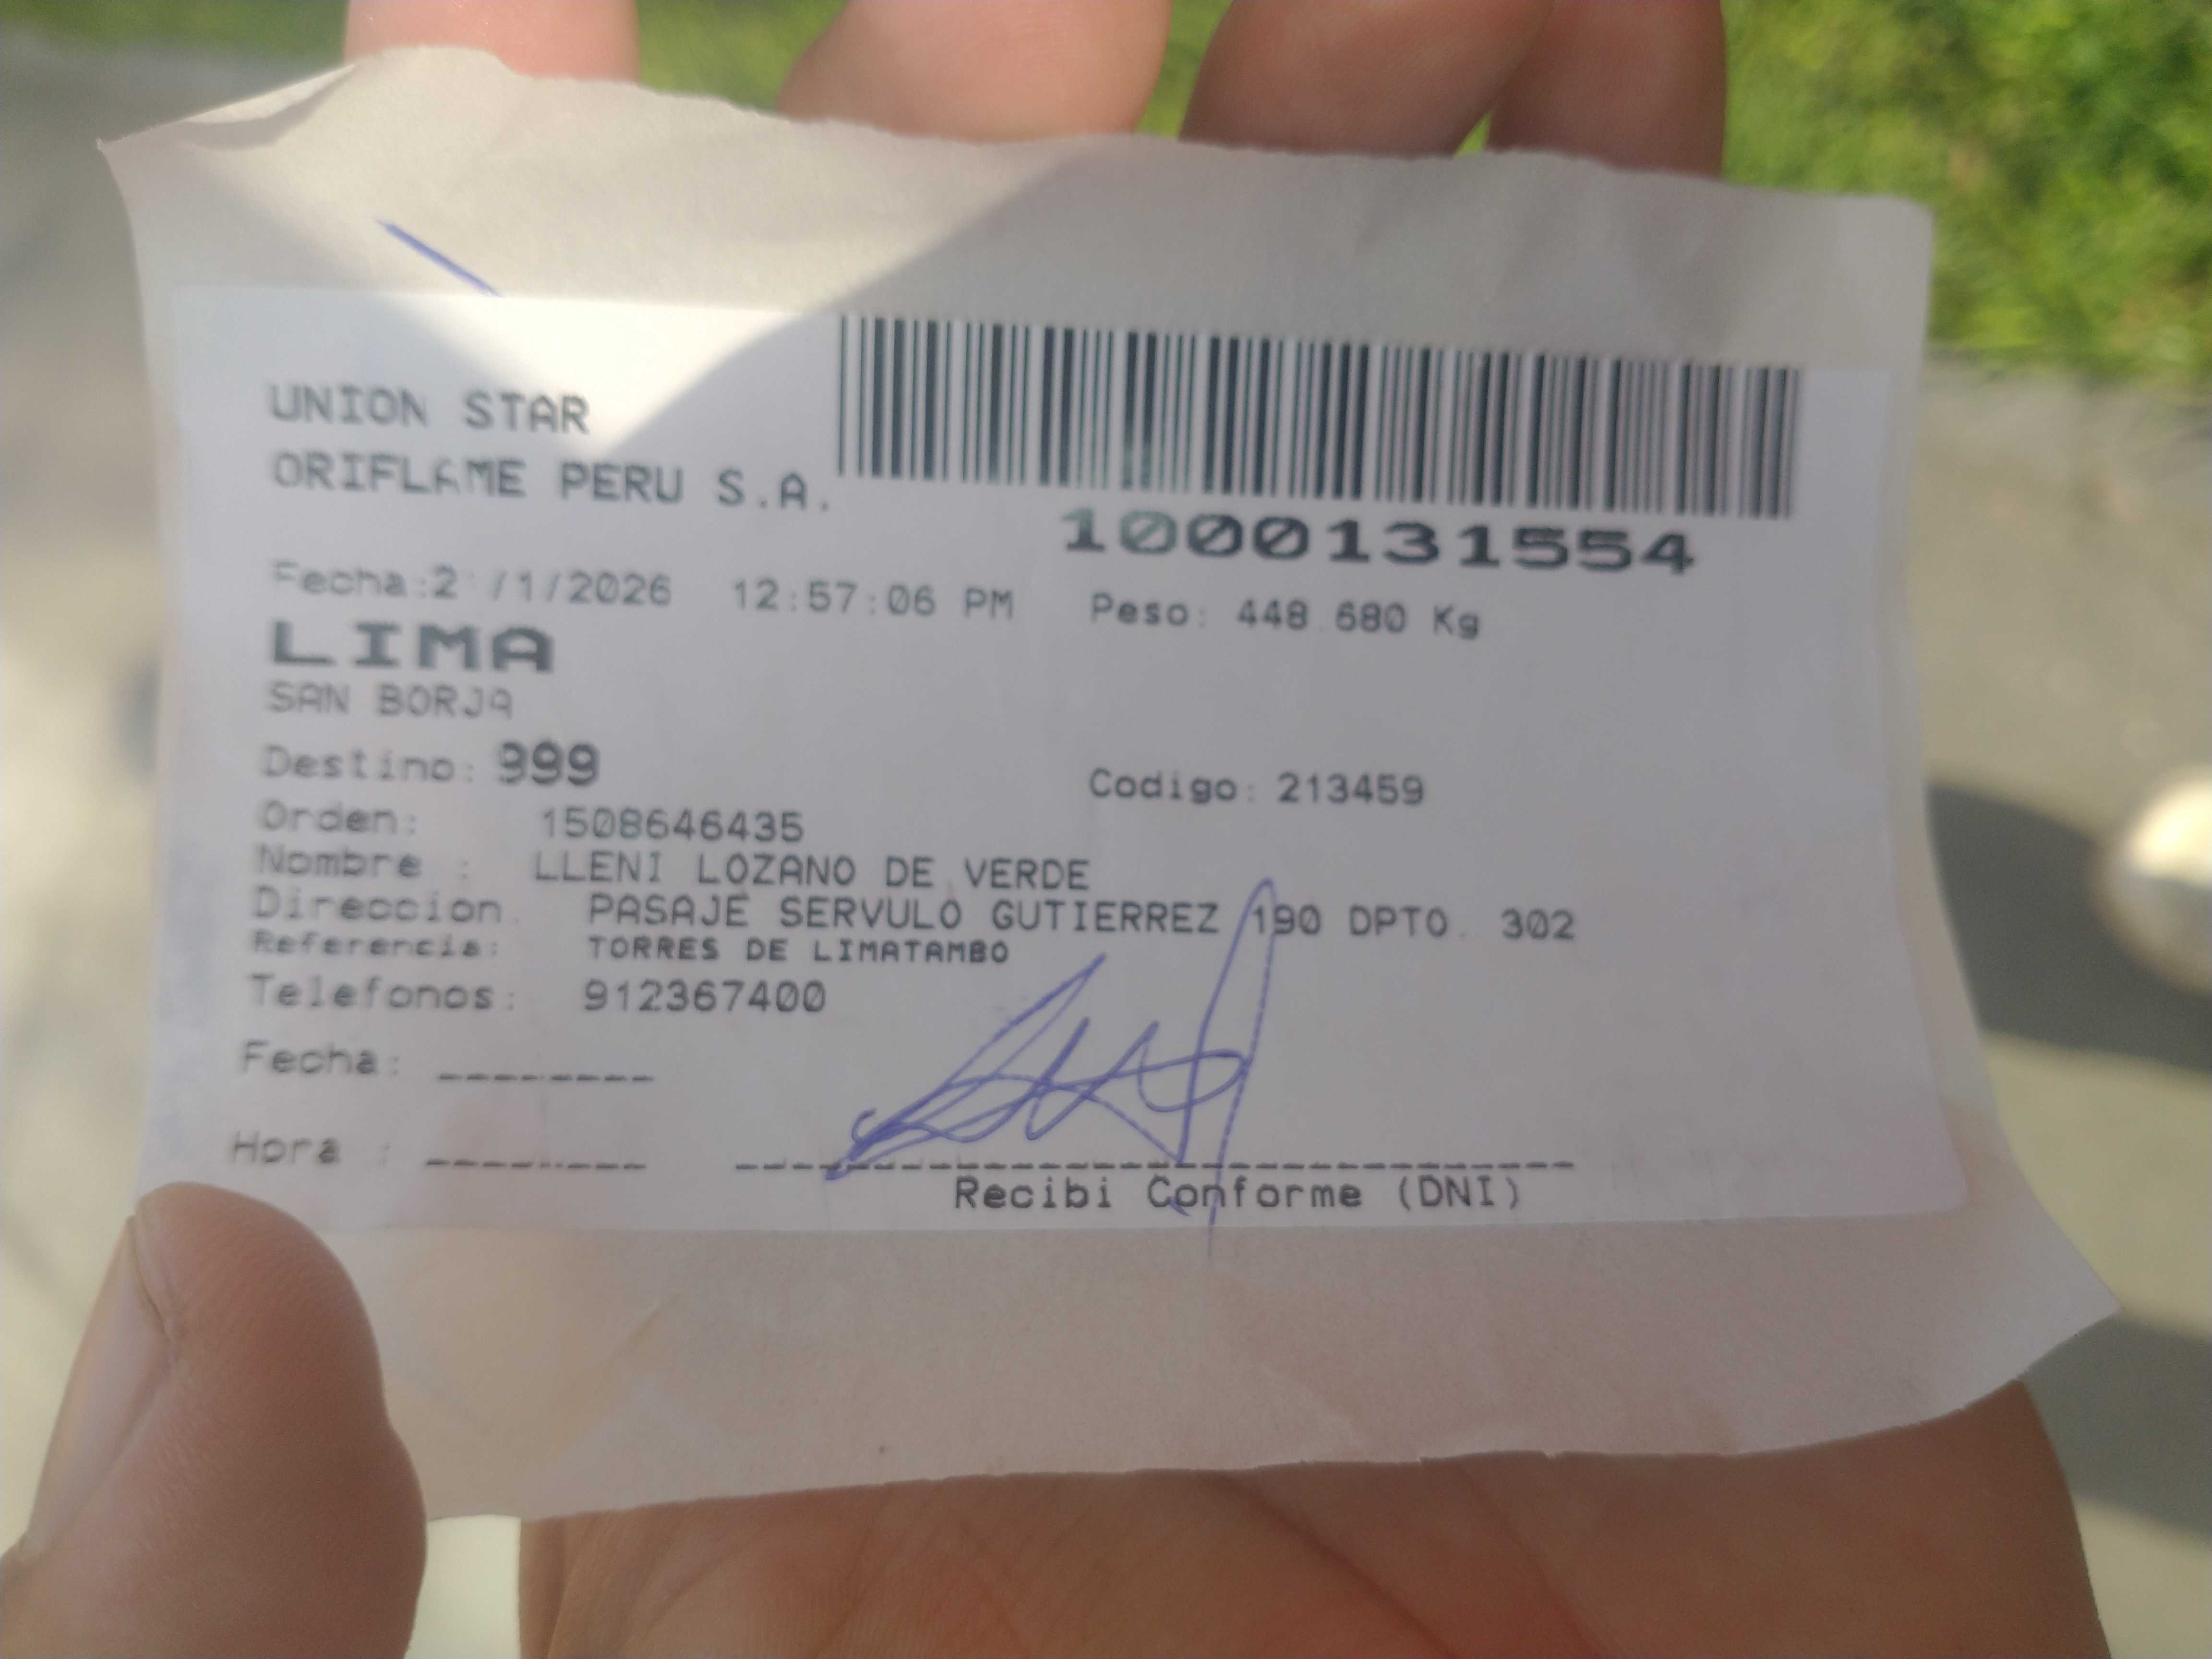 UNION STAR
ORIFLAME PERU S.A.
1000131554
Fecha:2 /1/2026 12:57:06 PM Peso: 448.680 Kg
LIMA
SAN BORJA
Destino: 999 Codigo: 213459
Orden: 1508646435
Nombre : LLENI LOZANO DE VERDE
Direccion. PASAJE SERVULO GUTIERREZ 190 DPTO. 302
Referencia: TORRES DE LIMATAMBO
Telefonos: 912367400
Fecha: _________
Hora : _________
Recibi Conforme (DNI)